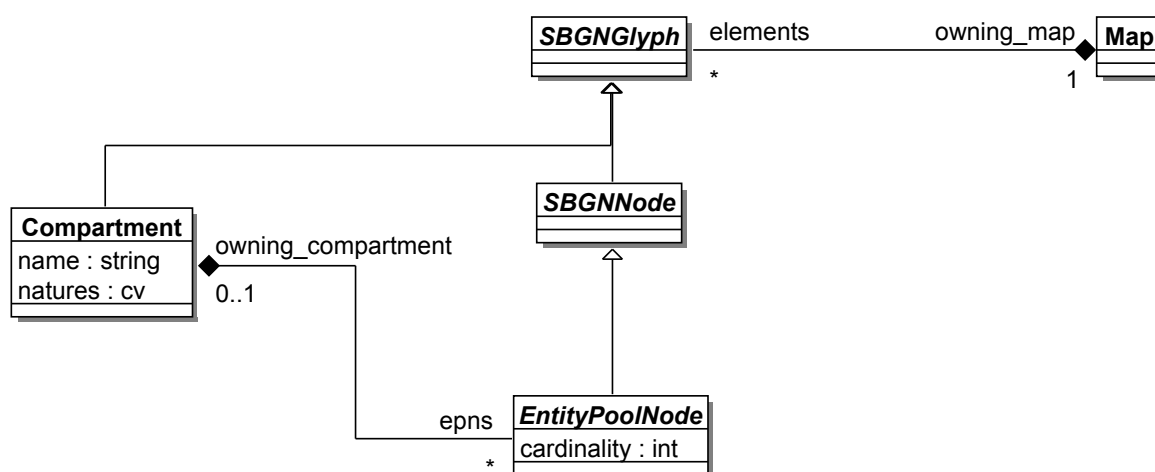 SBGNGlyph
elements
owning_map
Map
*
1
SBGNNode
Compartment
name : string
natures : cv
owning_compartment
0..1
epns
*
EntityPoolNode
cardinality : int